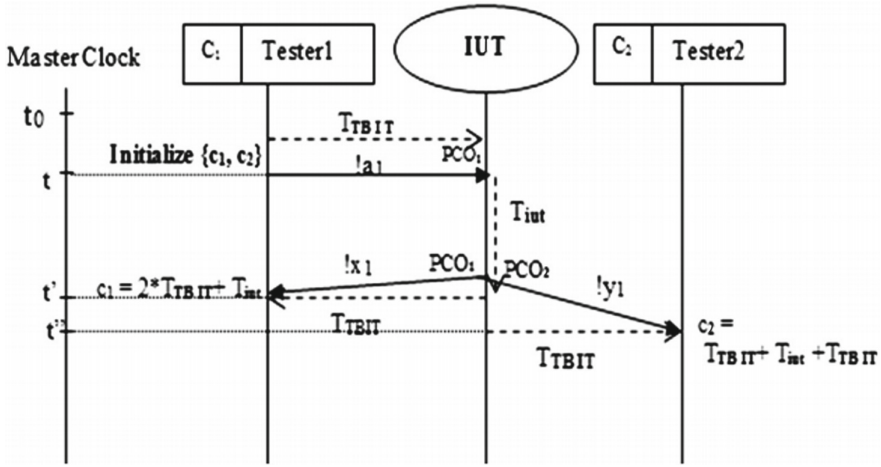 C1 Tester1
IUT
C2 Tester2
Master Clock
t0
TTBIT
Initialize {c1, c2}
PCO1
t
!a1
Tiut
!x1
PCO1
PCO2
!y1
t'
c1 = 2*TTBIT+ Tiut
TTBIT
t''
c2 =
TTBIT
TTBIT+ Tiut +TTBIT